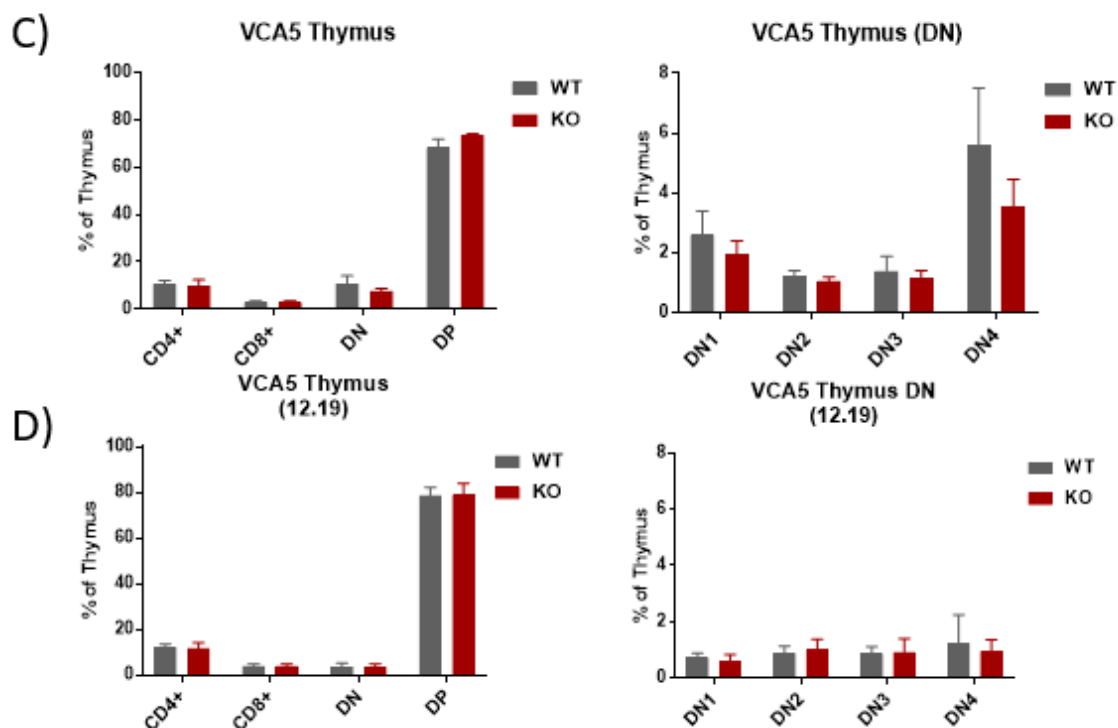 C)
VCA5 Thymus
% of Thymus
100
80
60
40
20
0
CD4+
CD8+
DN
DP
WT
KO
VCA5 Thymus (DN)
% of Thymus
8
6
4
2
0
DN1
DN2
DN3
DN4
WT
KO
D)
VCA5 Thymus
(12.19)
% of Thymus
100
80
60
40
20
0
CD4+
CD8+
DN
DP
WT
KO
VCA5 Thymus DN
(12.19)
% of Thymus
8
6
4
2
0
DN1
DN2
DN3
DN4
WT
KO